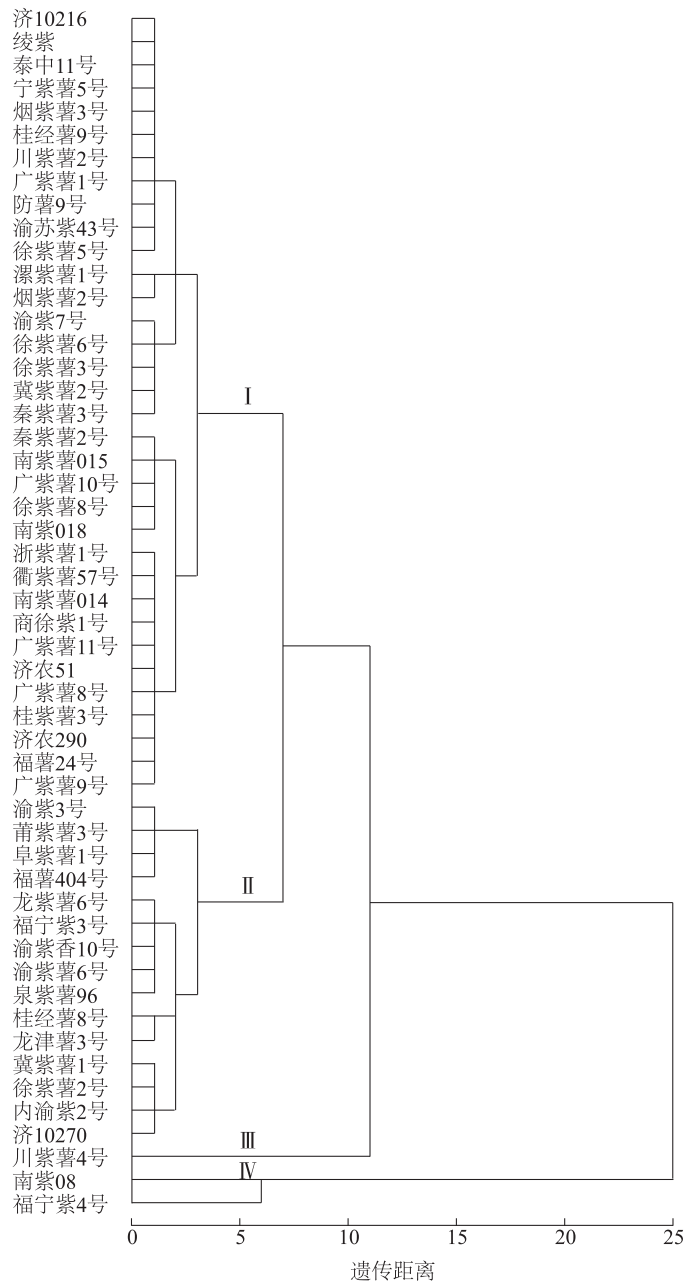 济10216
绫紫
泰中11号
宁紫薯5号
烟紫薯3号
桂经薯9号
川紫薯2号
广紫薯1号
防薯9号
渝苏紫43号
徐紫薯5号
漯紫薯1号
烟紫薯2号
渝紫7号
徐紫薯6号
徐紫薯3号
冀紫薯2号
秦紫薯3号
Ⅰ
秦紫薯2号
南紫薯015
广紫薯10号
徐紫薯8号
南紫018
浙紫薯1号
衢紫薯57号
南紫薯014
商徐紫1号
广紫薯11号
济农51
广紫薯8号
桂紫薯3号
济农290
福薯24号
广紫薯9号
渝紫3号
莆紫薯3号
阜紫薯1号
福薯404号
Ⅱ
龙紫薯6号
福宁紫3号
渝紫香10号
渝紫薯6号
泉紫薯96
桂经薯8号
龙津薯3号
冀紫薯1号
徐紫薯2号
内渝紫2号
济10270
Ⅲ
川紫薯4号
Ⅳ
南紫08
福宁紫4号
0 5 10 15 20 25
遗传距离